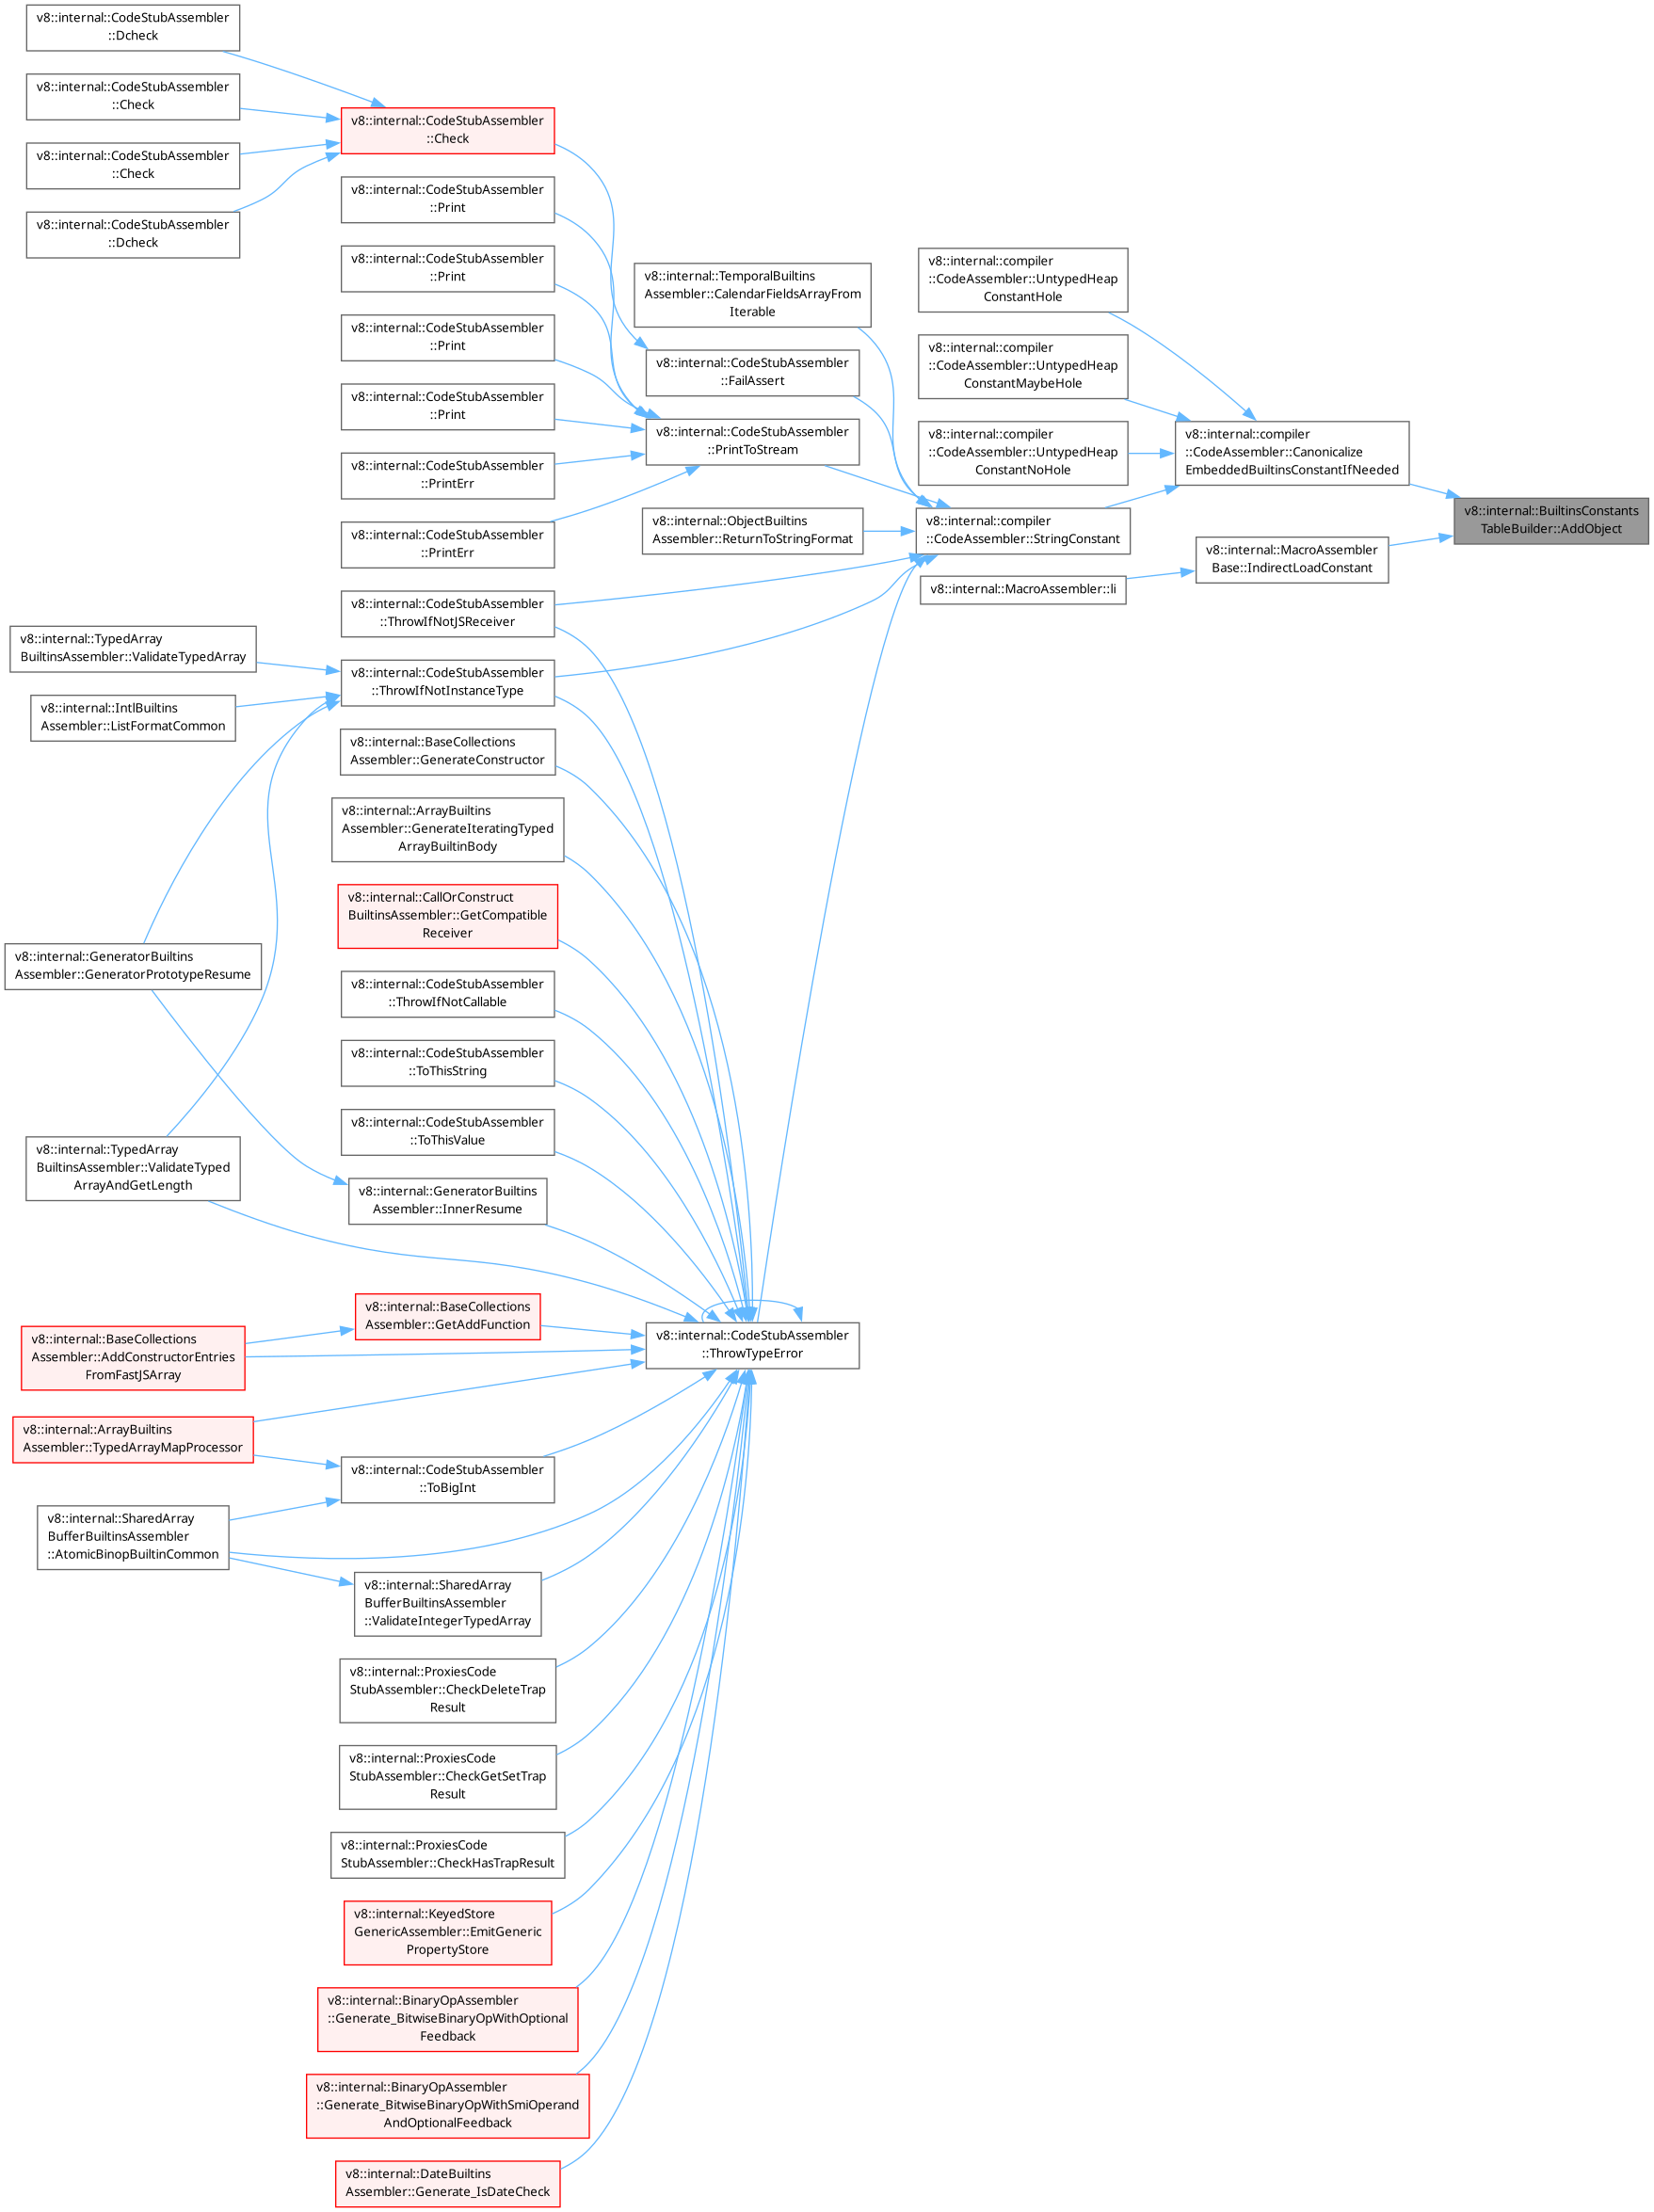 v8::internal::CodeStubAssembler
::Dcheck
v8::internal::CodeStubAssembler
::Check
v8::internal::CodeStubAssembler
::Check
v8::internal::CodeStubAssembler
::Dcheck
v8::internal::CodeStubAssembler
::Check
v8::internal::CodeStubAssembler
::Print
v8::internal::CodeStubAssembler
::Print
v8::internal::CodeStubAssembler
::Print
v8::internal::CodeStubAssembler
::Print
v8::internal::CodeStubAssembler
::PrintErr
v8::internal::CodeStubAssembler
::PrintErr
v8::internal::TemporalBuiltins
Assembler::CalendarFieldsArrayFrom
Iterable
v8::internal::CodeStubAssembler
::FailAssert
v8::internal::CodeStubAssembler
::PrintToStream
v8::internal::ObjectBuiltins
Assembler::ReturnToStringFormat
v8::internal::compiler
::CodeAssembler::UntypedHeap
ConstantHole
v8::internal::compiler
::CodeAssembler::UntypedHeap
ConstantMaybeHole
v8::internal::compiler
::CodeAssembler::UntypedHeap
ConstantNoHole
v8::internal::compiler
::CodeAssembler::StringConstant
v8::internal::MacroAssembler::li
v8::internal::compiler
::CodeAssembler::Canonicalize
EmbeddedBuiltinsConstantIfNeeded
v8::internal::MacroAssembler
Base::IndirectLoadConstant
v8::internal::BuiltinsConstants
TableBuilder::AddObject
v8::internal::CodeStubAssembler
::ThrowIfNotJSReceiver
v8::internal::TypedArray
BuiltinsAssembler::ValidateTypedArray
v8::internal::CodeStubAssembler
::ThrowIfNotInstanceType
v8::internal::IntlBuiltins
Assembler::ListFormatCommon
v8::internal::BaseCollections
Assembler::GenerateConstructor
v8::internal::ArrayBuiltins
Assembler::GenerateIteratingTyped
ArrayBuiltinBody
v8::internal::CallOrConstruct
BuiltinsAssembler::GetCompatible
Receiver
v8::internal::GeneratorBuiltins
Assembler::GeneratorPrototypeResume
v8::internal::CodeStubAssembler
::ThrowIfNotCallable
v8::internal::CodeStubAssembler
::ToThisString
v8::internal::CodeStubAssembler
::ToThisValue
v8::internal::TypedArray
BuiltinsAssembler::ValidateTyped
ArrayAndGetLength
v8::internal::GeneratorBuiltins
Assembler::InnerResume
v8::internal::BaseCollections
Assembler::GetAddFunction
v8::internal::BaseCollections
Assembler::AddConstructorEntries
FromFastJSArray
v8::internal::CodeStubAssembler
::ThrowTypeError
v8::internal::ArrayBuiltins
Assembler::TypedArrayMapProcessor
v8::internal::CodeStubAssembler
::ToBigInt
v8::internal::SharedArray
BufferBuiltinsAssembler
::AtomicBinopBuiltinCommon
v8::internal::SharedArray
BufferBuiltinsAssembler
::ValidateIntegerTypedArray
v8::internal::ProxiesCode
StubAssembler::CheckDeleteTrap
Result
v8::internal::ProxiesCode
StubAssembler::CheckGetSetTrap
Result
v8::internal::ProxiesCode
StubAssembler::CheckHasTrapResult
v8::internal::KeyedStore
GenericAssembler::EmitGeneric
PropertyStore
v8::internal::BinaryOpAssembler
::Generate_BitwiseBinaryOpWithOptional
Feedback
v8::internal::BinaryOpAssembler
::Generate_BitwiseBinaryOpWithSmiOperand
AndOptionalFeedback
v8::internal::DateBuiltins
Assembler::Generate_IsDateCheck